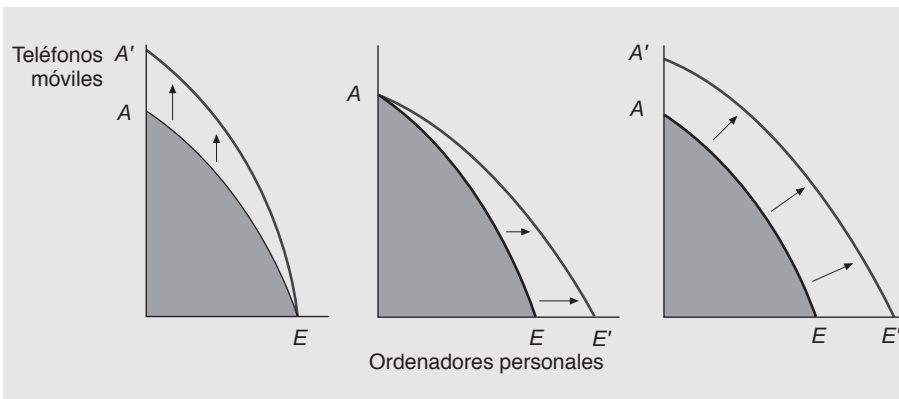 Teléfonos
móviles
A'
A
E
A
E
E'
A'
A
E
E'
Ordenadores personales